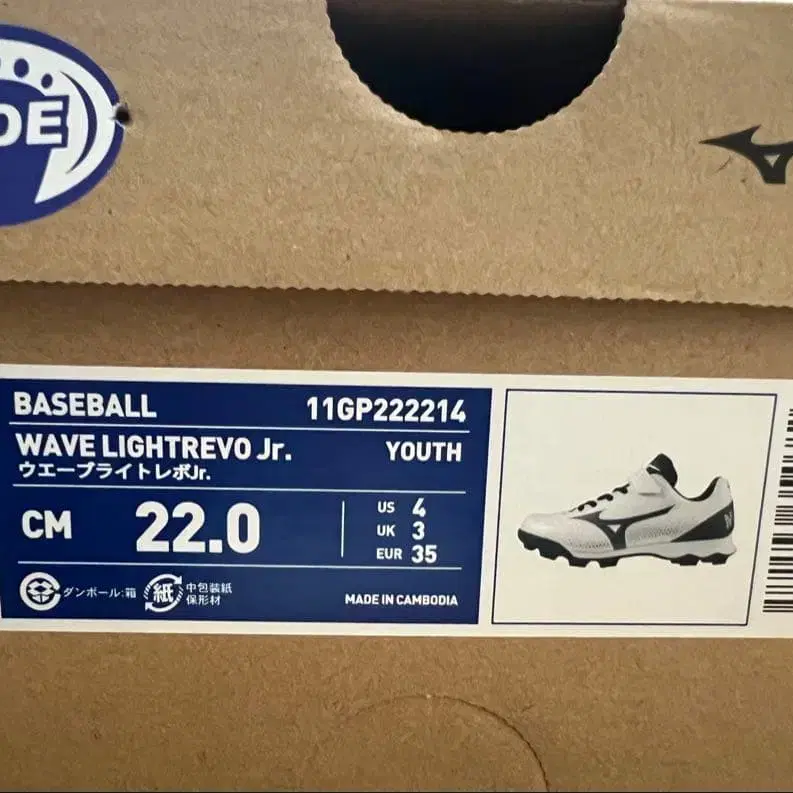 DE
BASEBALL 11GP222214
WAVE LIGHTREVO Jr. YOUTH
ウエーブライトレボJr.
CM 22.0
US 4
UK 3
EUR 35
ダンボール:箱
紙 中包装紙
保形材
MADE IN CAMBODIA